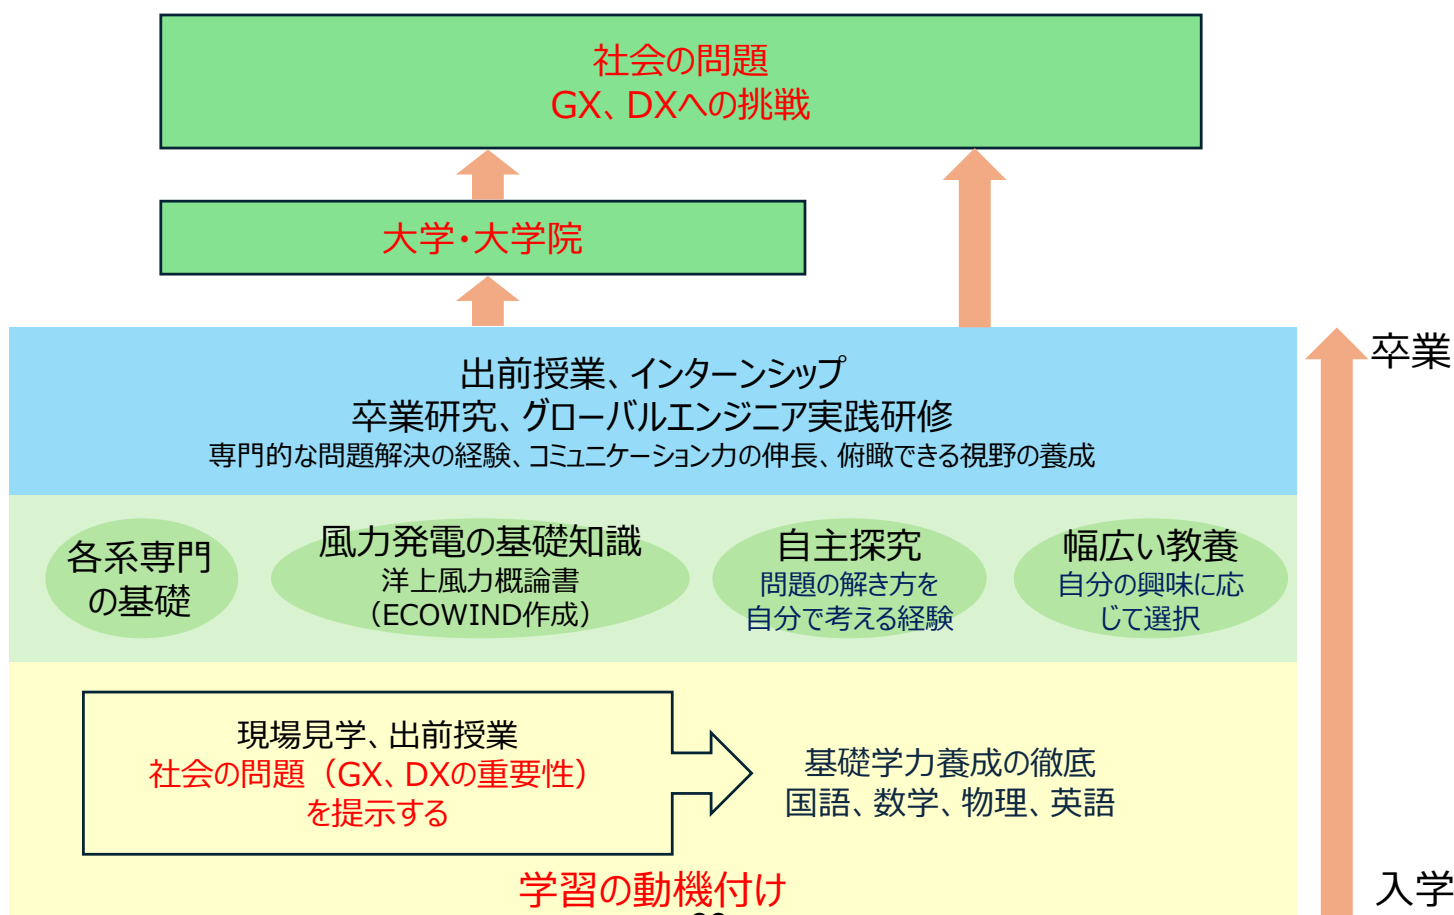 社会の問題
GX、DXへの挑戦
大学・大学院
卒業
出前授業、インターンシップ
卒業研究、グローバルエンジニア実践研修
専門的な問題解決の経験、コミュニケーション力の伸長、俯瞰できる視野の養成
各系専門
の基礎
風力発電の基礎知識
洋上風力概論書
（ECOWIND作成）
自主探究
問題の解き方を
自分で考える経験
幅広い教養
自分の興味に応
じて選択
現場見学、出前授業
社会の問題（GX、DXの重要性）
を提示する
基礎学力養成の徹底
国語、数学、物理、英語
学習の動機付け
入学